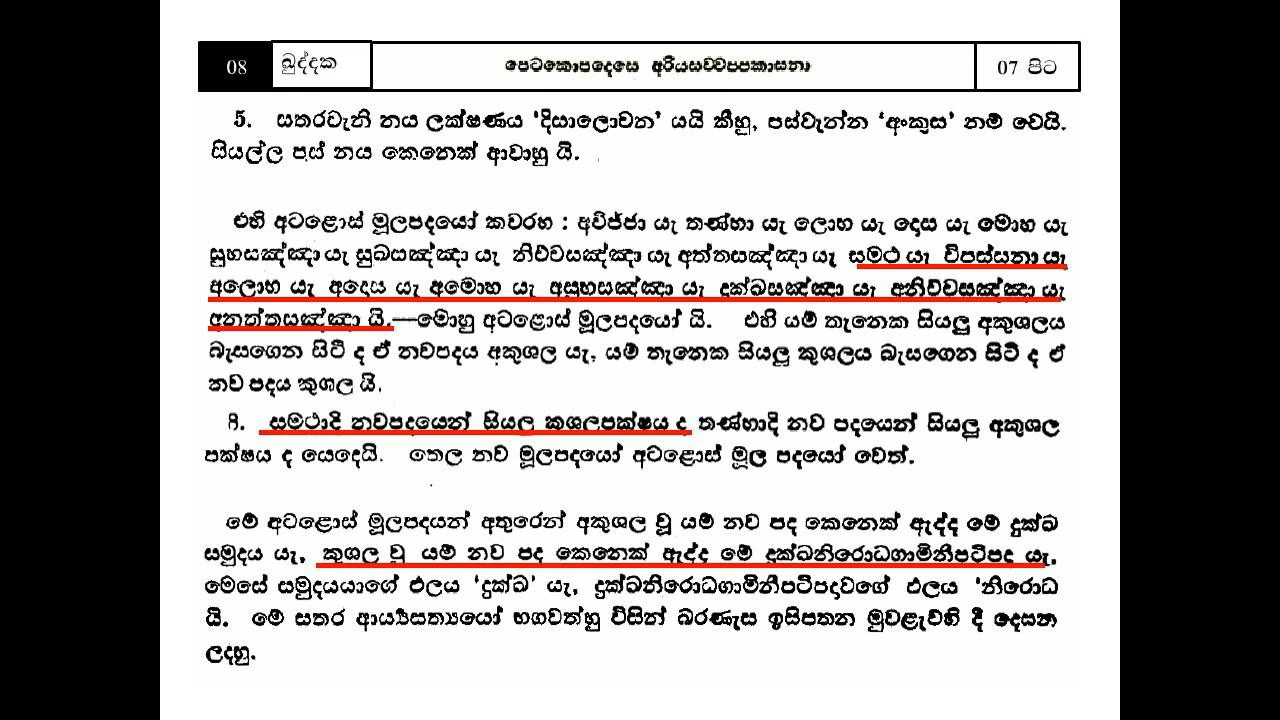 08 ඛුද්දක පෙටකොපදෙසෙ අරියසච්චප්පකාසනා 07 පිට
5. සතරවැනි නය ලක්ෂණය ‘දිසාලොචන’ යයි කීහු, පස්වැන්න ‘අංකුස’ නම් වෙයි.
සියල්ල පස් නය කෙනෙක් ආවාහු යි.
එහි අටළොස් මූලපදයෝ කවරහ : අවිජ්ජා යැ තණ්හා යැ ලොභ යැ දොස යැ මොහ යැ
සුභසඤ්ඤා යැ සුඛසඤ්ඤා යැ නිච්චසඤ්ඤා යැ අත්තසඤ්ඤා යැ සමථ යැ විපස්සනා යැ
අලොභ යැ අදොස යැ අමොහ යැ අසුභසඤ්ඤා යැ දුක්ඛසඤ්ඤා යැ අනිච්චසඤ්ඤා යැ
අනත්තසඤ්ඤා යි.—මොහු අටළොස් මූලපදයෝ යි. එහි යම් තැනෙක සියලු අකුශලය
බැසගෙන සිටී ද ඒ නවපදය අකුශල යැ, යම් තැනෙක සියලු කුශලය බැසගෙන සිටී ද ඒ
නව පදය කුශල යි.
8. සමථාදි නවපදයෙන් සියලු කුශලපක්ෂය ද තණ්හාදි නව පදයෙන් සියලු අකුශල
පක්ෂය ද යෙදෙයි. තෙල නව මූලපදයෝ අටළොස් මූල පදයෝ වෙත්.
මේ අටළොස් මූලපදයන් අතුරෙන් අකුශල වූ යම් නව පද කෙනෙක් ඇද්ද මේ දුක්ඛ
සමුදය යැ, කුශල වූ යම් නව පද කෙනෙක් ඇද්ද මේ දුක්ඛනිරොධගාමිනීපටිපද යැ,
මෙසේ සමුදයයාගේ ඵලය ‘දුක්ඛ’ යැ, දුක්ඛනිරොධගාමිනීපටිපදාවගේ ඵලය ‘නිරොධ
යි. මේ සතර ආර්‍ය්‍යසත්‍යයෝ භගවත්හු විසින් බරණැස ඉසිපතන මුවළැව්හි දී දෙසන
ලදහු.